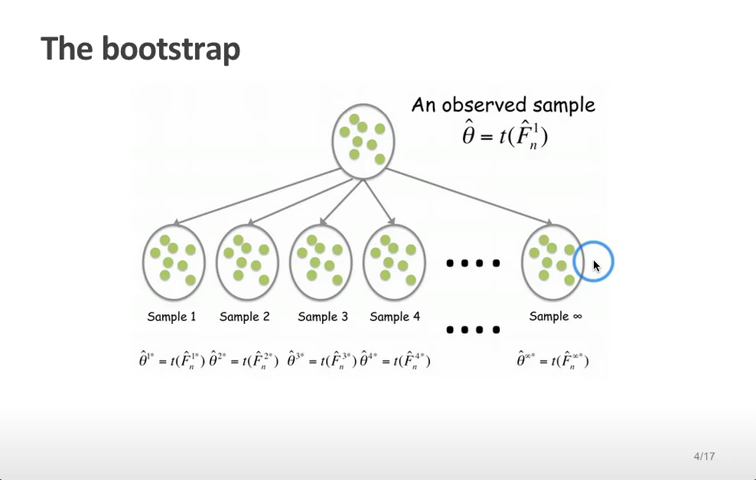 The bootstrap
An observed sample
θ̂ = t(F̂ₙ¹)
Sample 1 Sample 2 Sample 3 Sample 4 Sample ∞
θ̂¹* = t(F̂ₙ¹*) θ̂²* = t(F̂ₙ²*) θ̂³* = t(F̂ₙ³*) θ̂⁴* = t(F̂ₙ⁴*) θ̂^∞* = t(F̂ₙ^∞*)
4/17